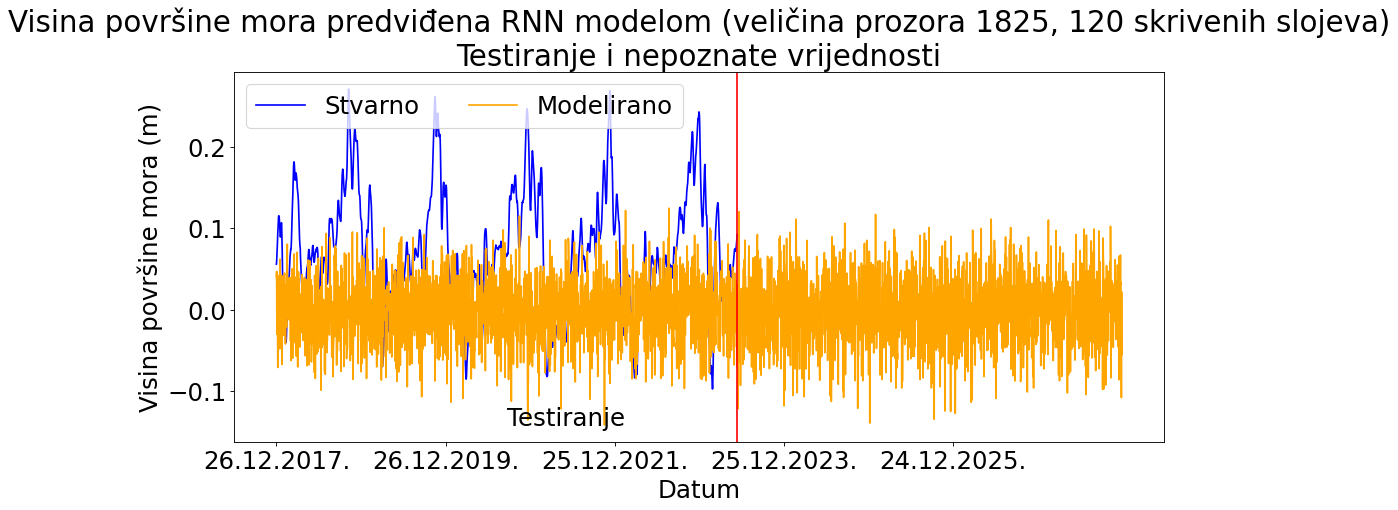 Visina površine mora predviđena RNN modelom (veličina prozora 1825, 120 skrivenih slojeva)
Testiranje i nepoznate vrijednosti
Stvarno
Modelirano
Visina površine mora (m)
0.2
0.1
0.0
−0.1
Testiranje
26.12.2017.
26.12.2019.
25.12.2021.
25.12.2023.
24.12.2025.
Datum